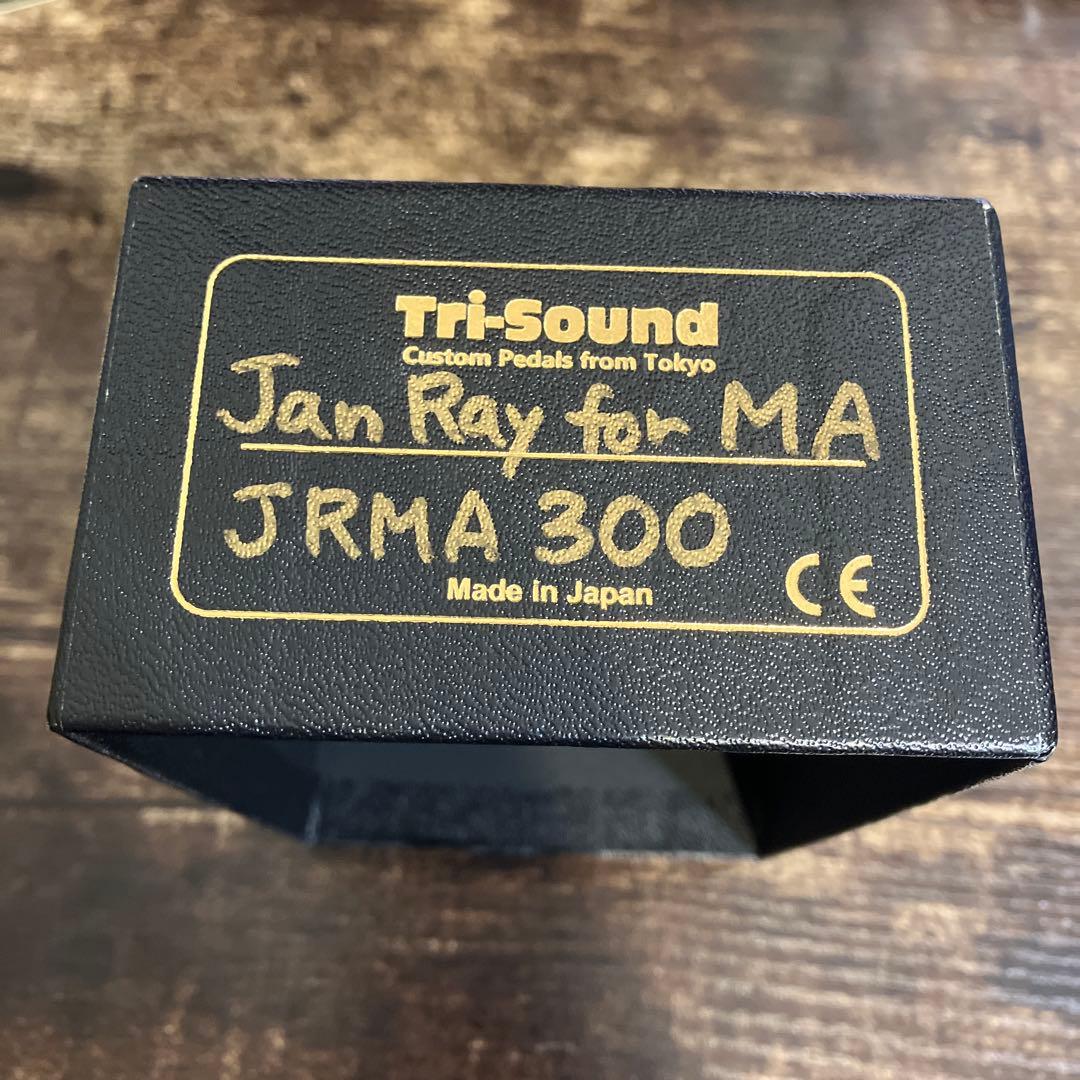 Tri-Sound
Custom Pedals from Tokyo
Jan Ray for MA
JRMA 300
Made in Japan
CE